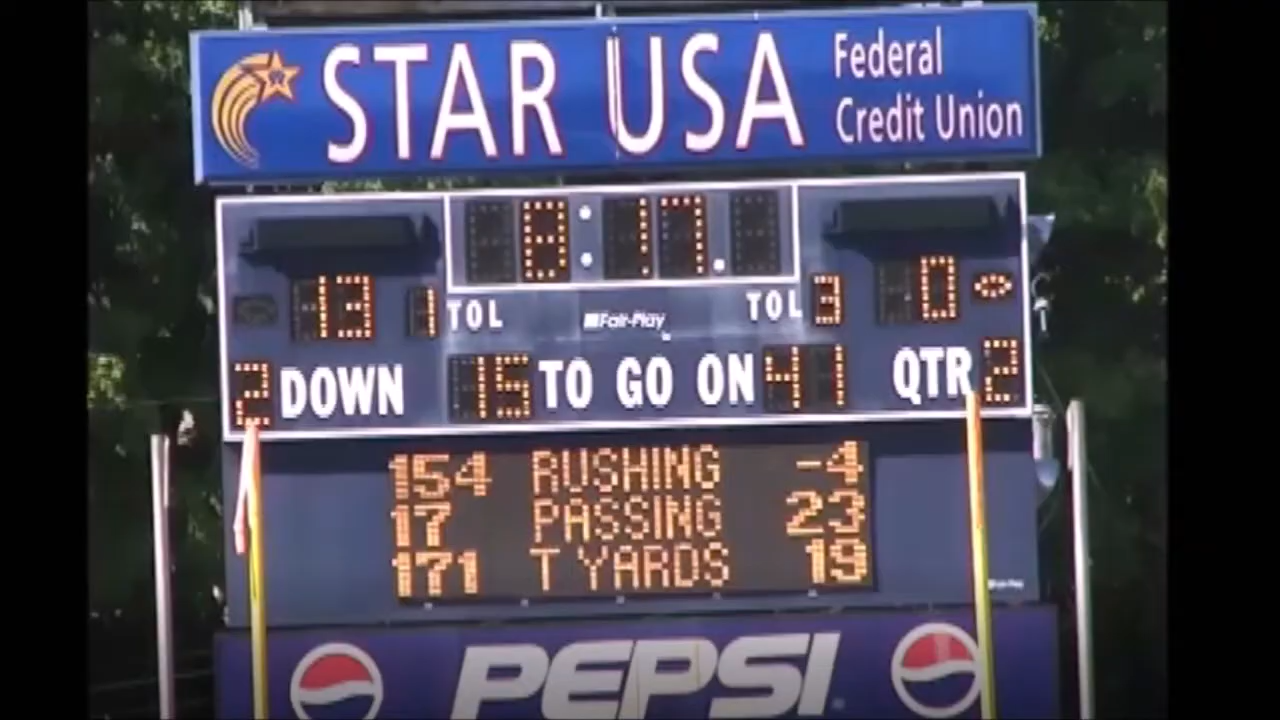 STAR USA Federal
Credit Union
8:17.
13 1 TOL TOL 3 0
Fair-Play
2 DOWN 15 TO GO ON 41 QTR 2
154 RUSHING -4
17 PASSING 23
171 T YARDS 19
PEPSI